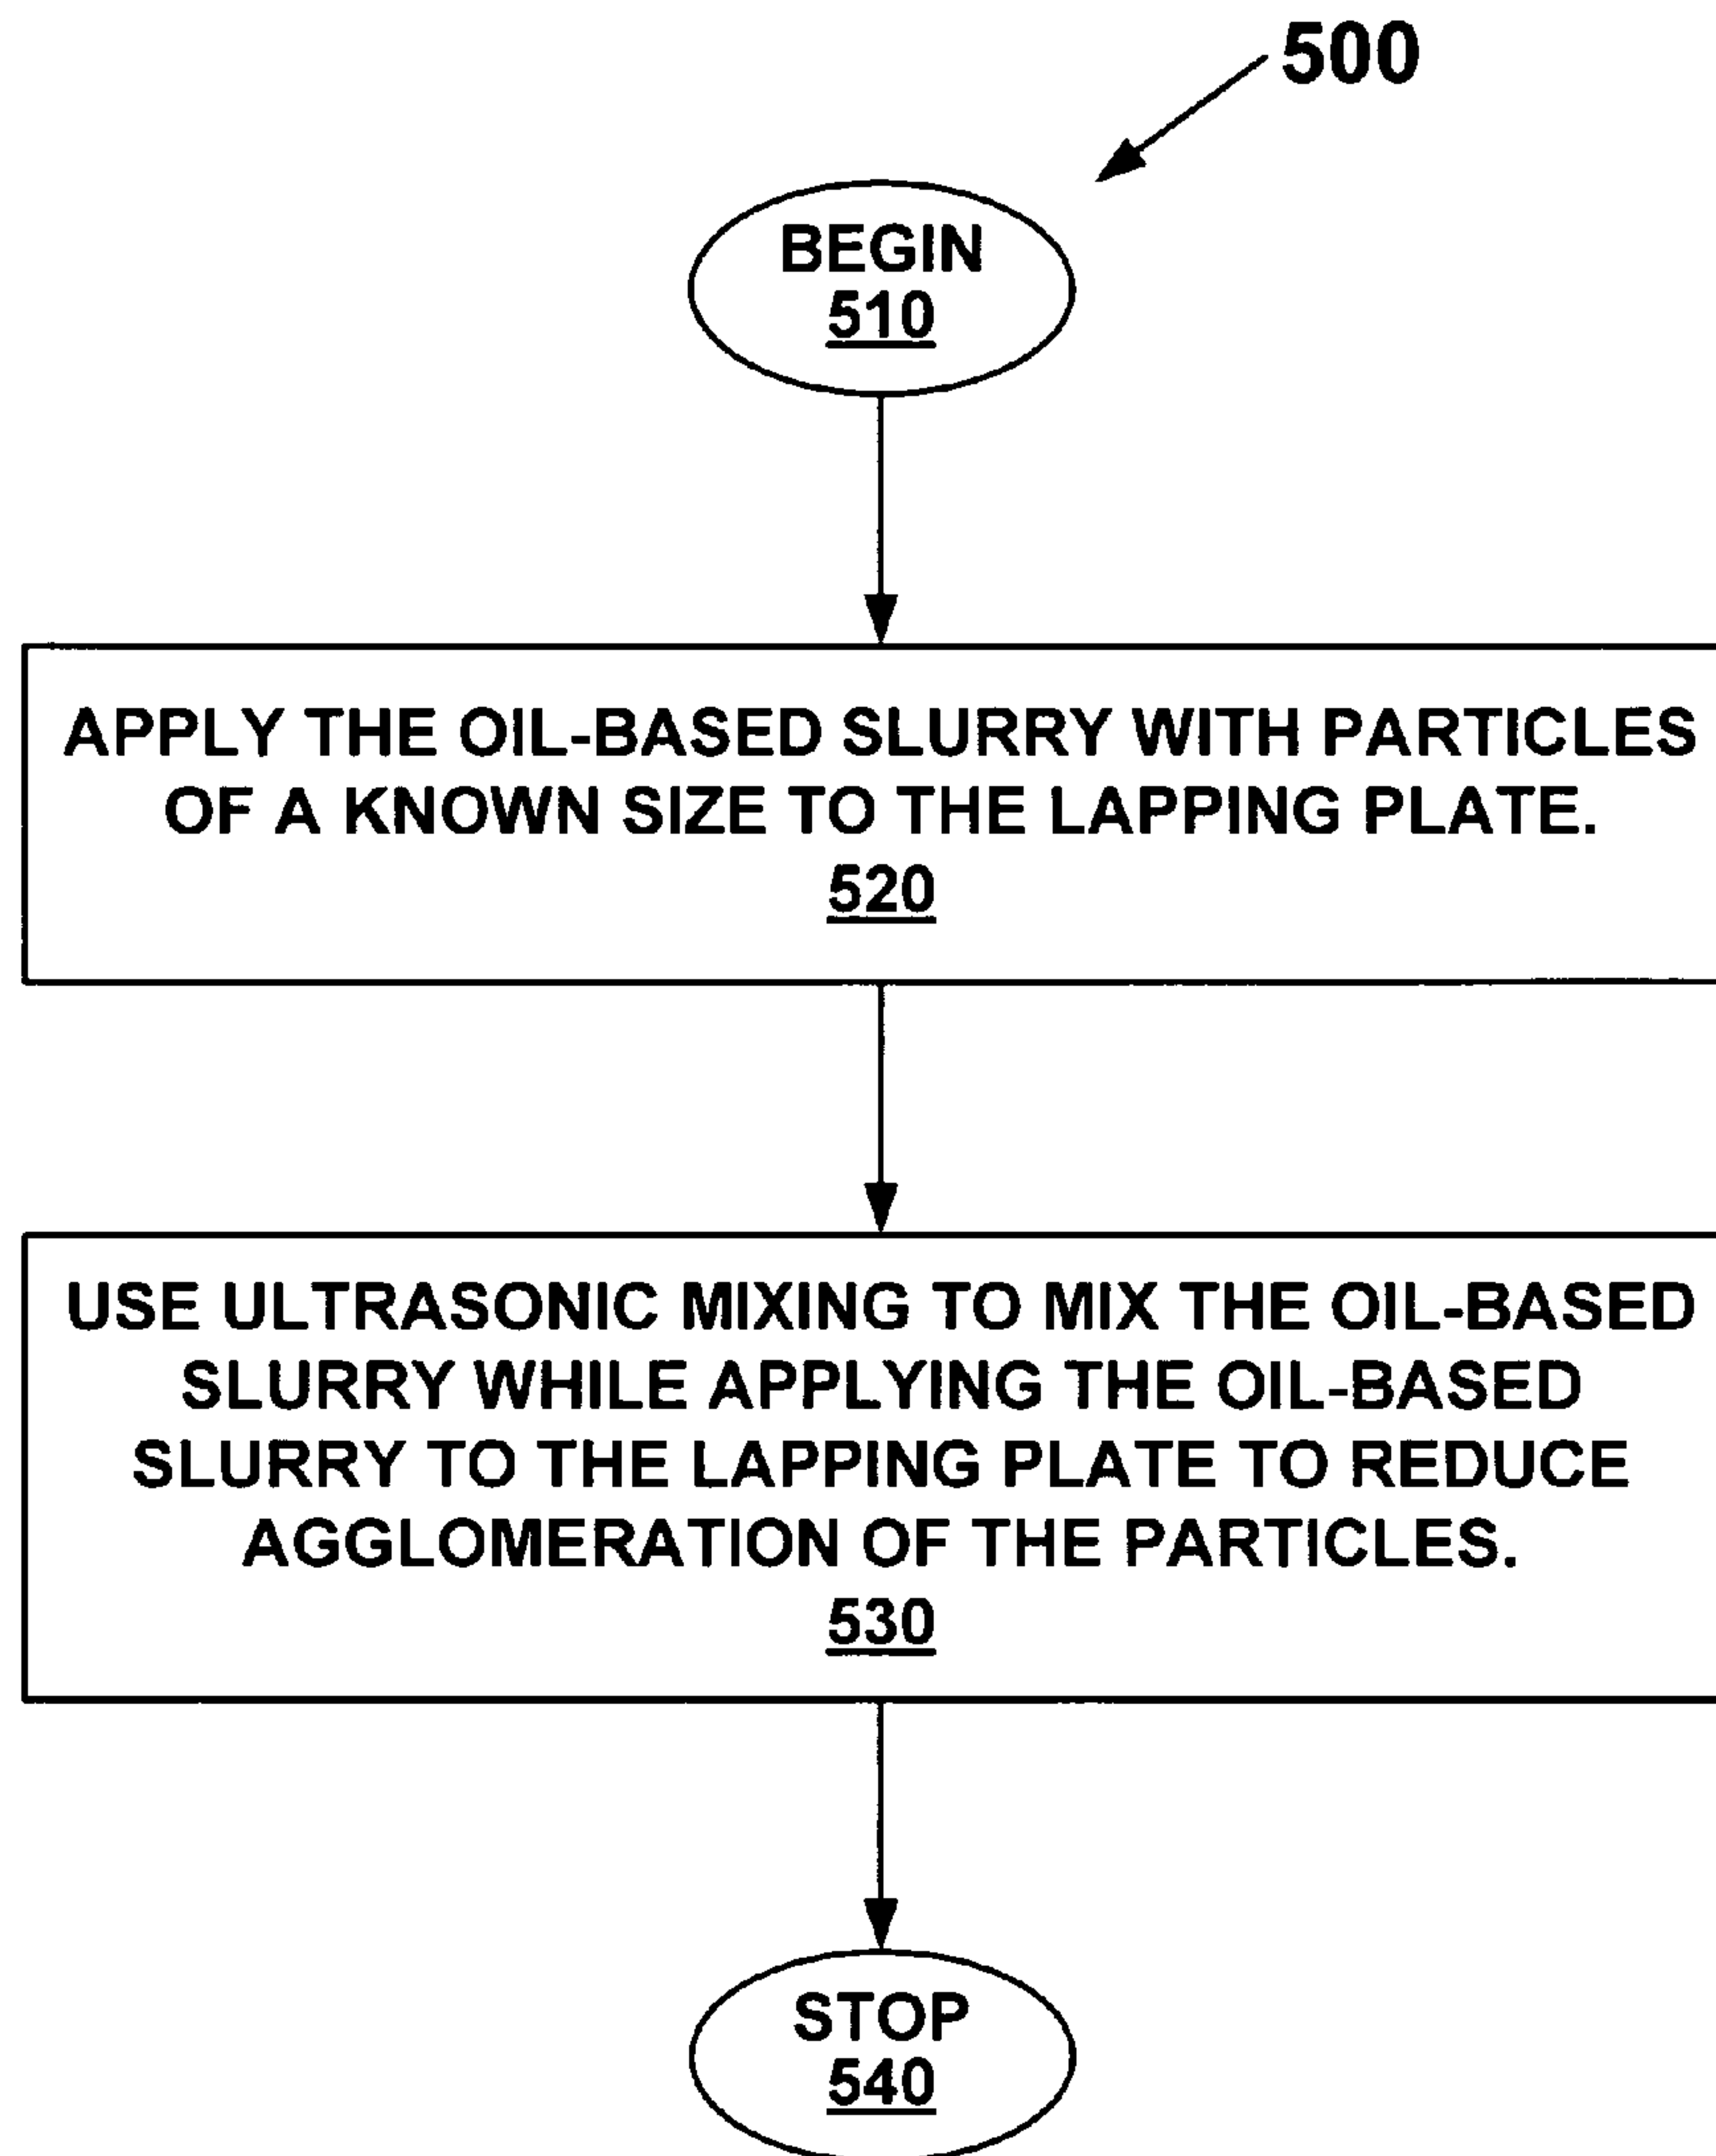 500
BEGIN
510
APPLY THE OIL-BASED SLURRY WITH PARTICLES
OF A KNOWN SIZE TO THE LAPPING PLATE.
520
USE ULTRASONIC MIXING TO MIX THE OIL-BASED
SLURRY WHILE APPLYING THE OIL-BASED
SLURRY TO THE LAPPING PLATE TO REDUCE
AGGLOMERATION OF THE PARTICLES.
530
STOP
540